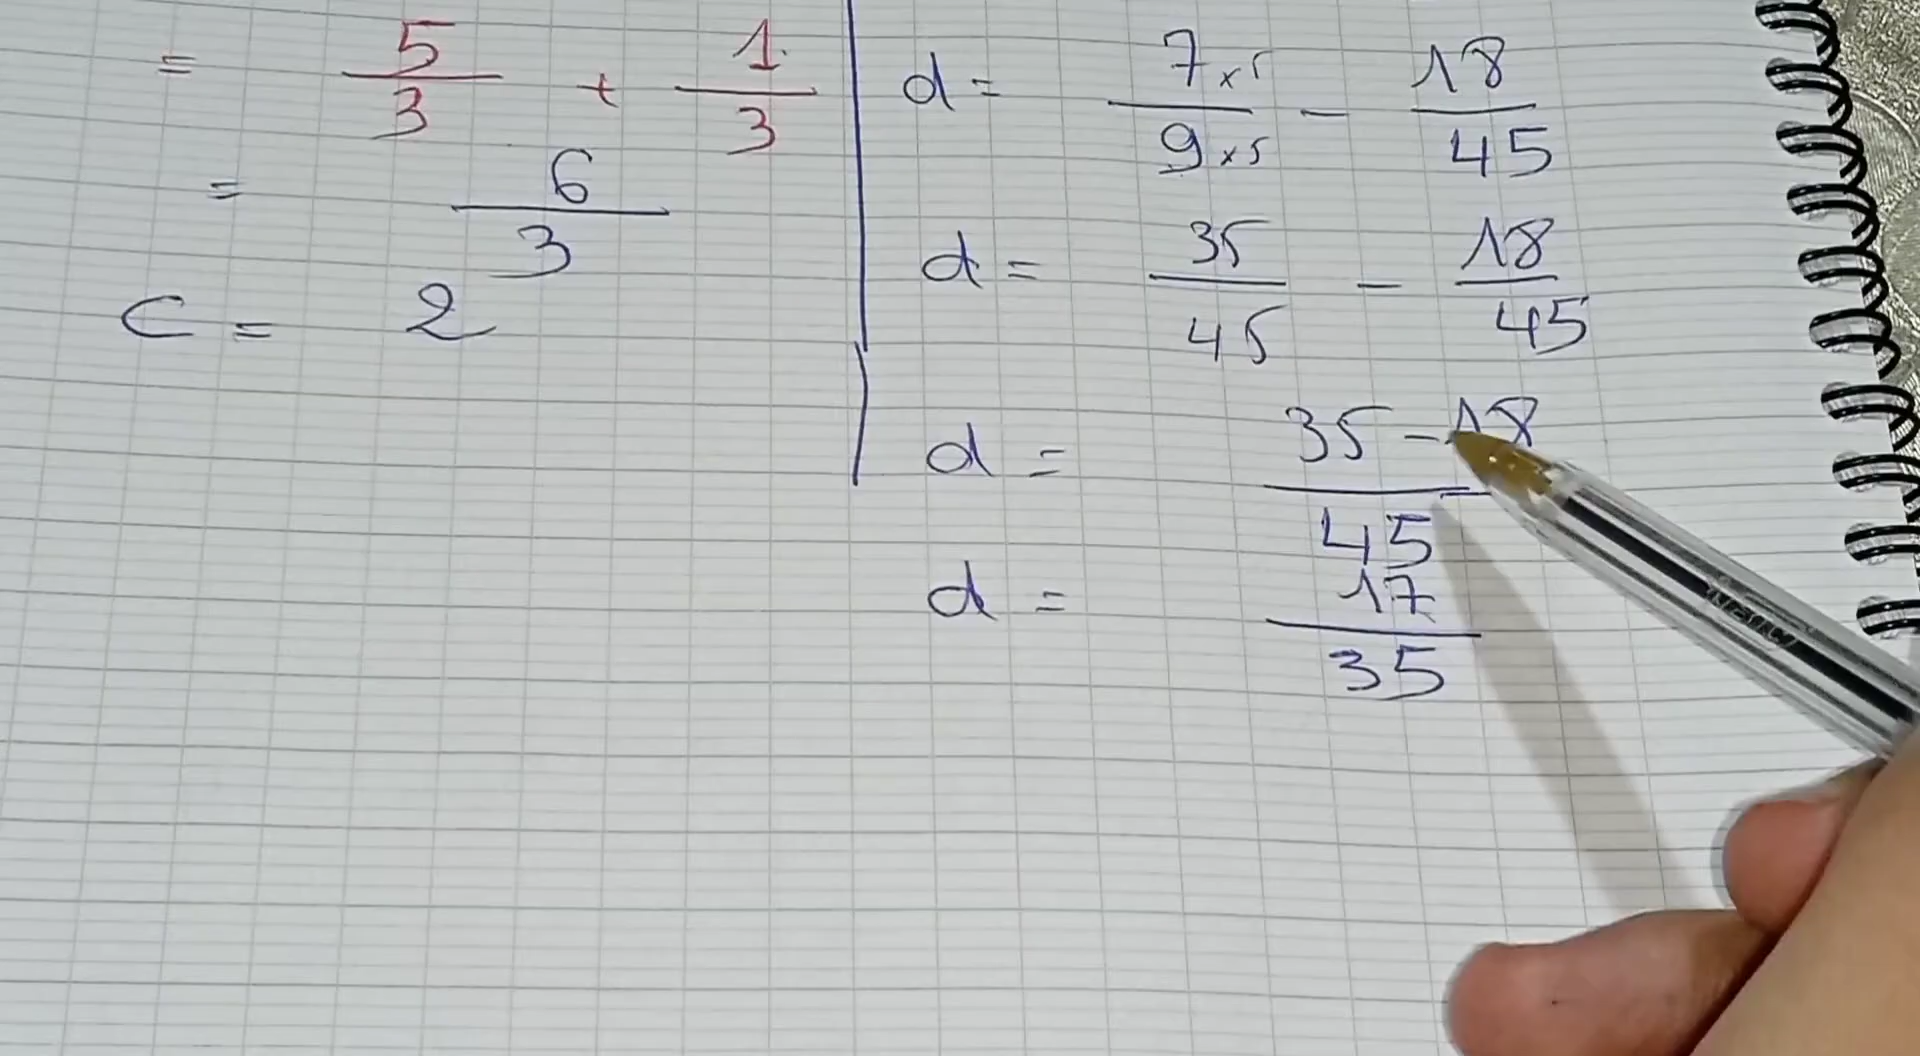 = 5/3 + 1/3
= 6/3
C = 2
d = 7×5/9×5 - 18/45
d = 35/45 - 18/45
d = 35-18/45
d = 17/35